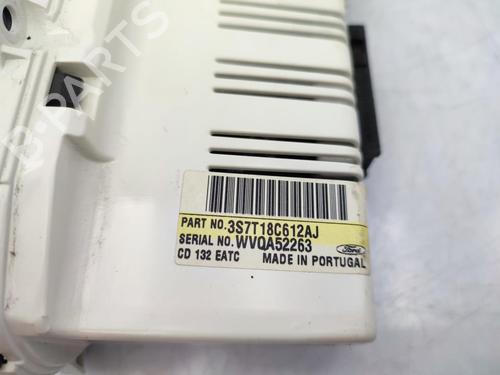 B-PARTS
PART NO. 3S7T18C612AJ
SERIAL NO. WVQA52263
Ford
CD 132 EATC MADE IN PORTUGAL